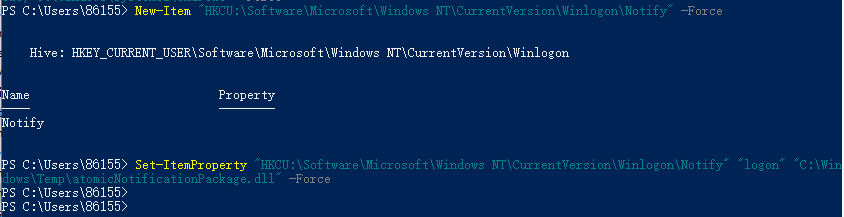 PS C:\Users\86155> New-Item "HKCU:\Software\Microsoft\Windows NT\CurrentVersion\Winlogon\Notify" -Force
Hive: HKEY_CURRENT_USER\Software\Microsoft\Windows NT\CurrentVersion\Winlogon
Name Property
Notify
PS C:\Users\86155> Set-ItemProperty "HKCU:\Software\Microsoft\Windows NT\CurrentVersion\Winlogon\Notify" "logon" "C:\Win
dows\Temp\atomicNotificationPackage.dll" -Force
PS C:\Users\86155>
PS C:\Users\86155>